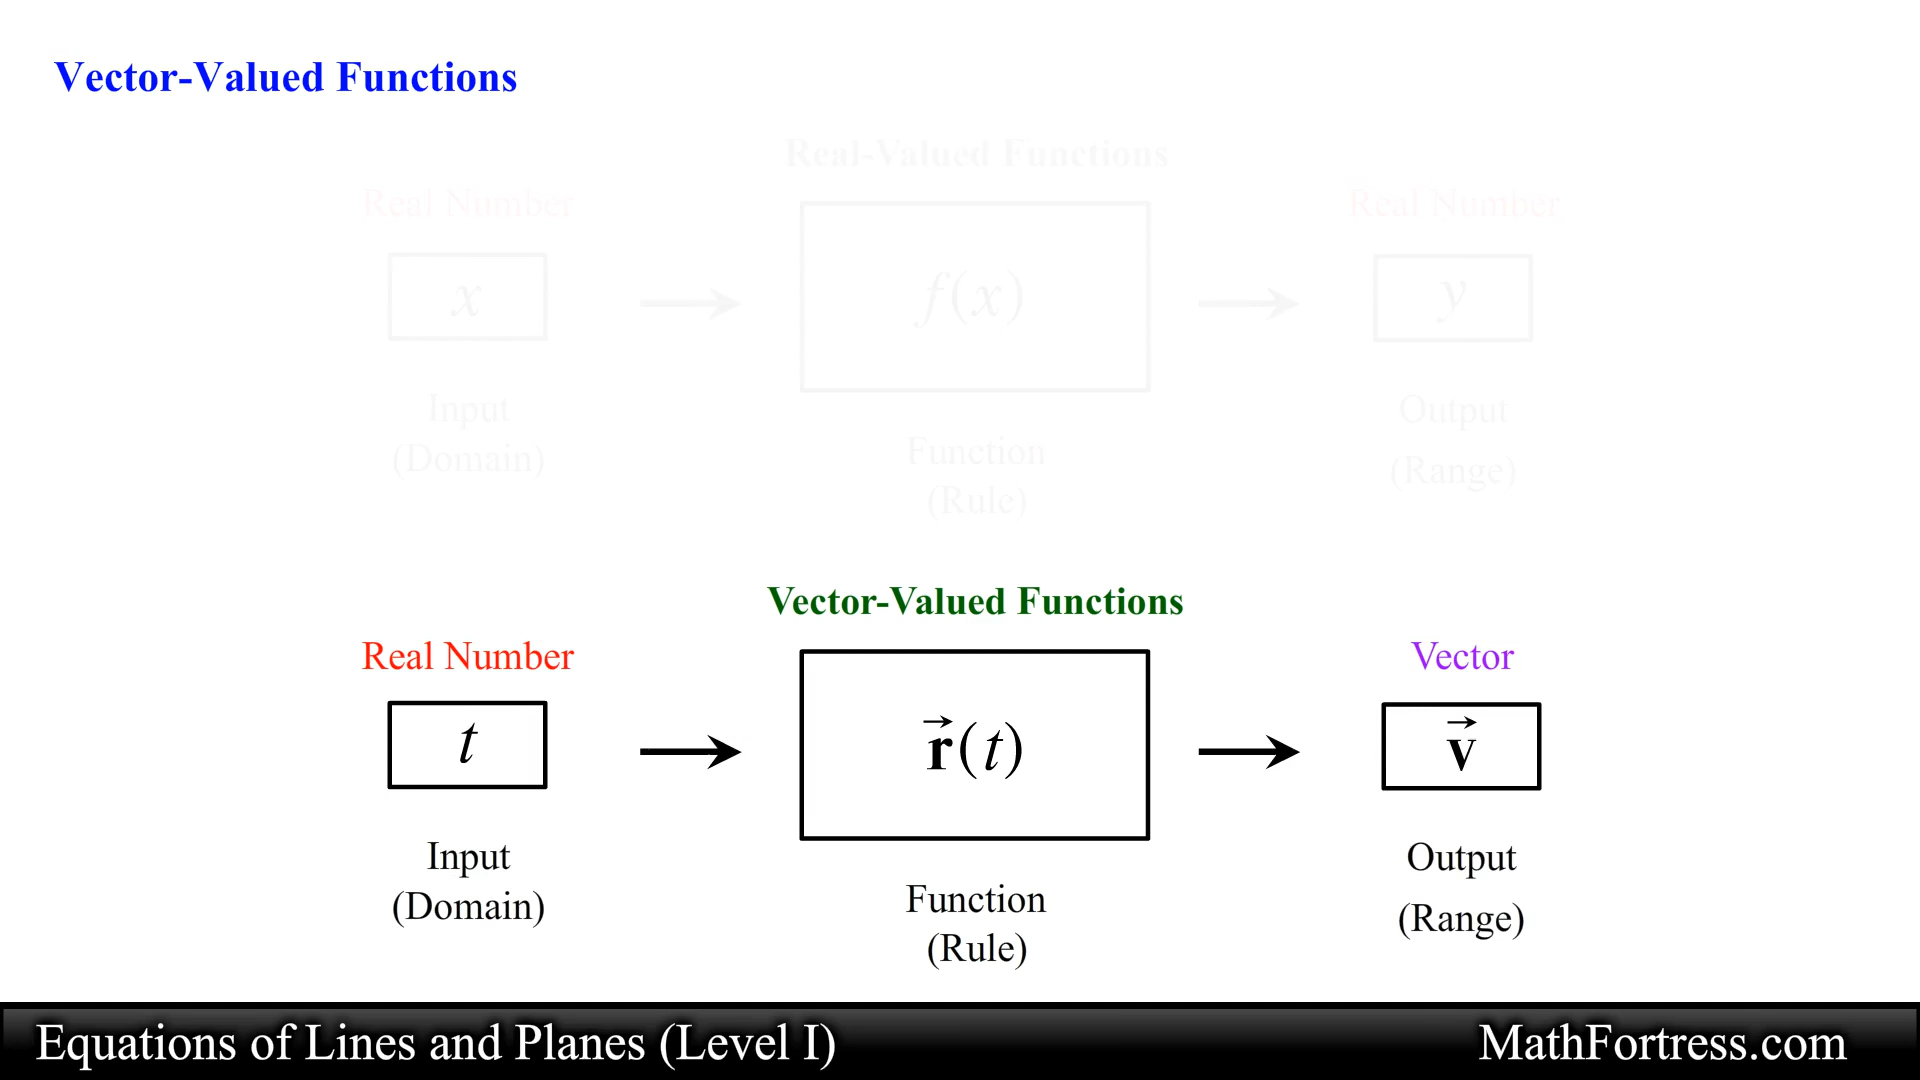 Vector-Valued Functions
Real-Valued Functions
Real Number
Real Number
x
f(x)
y
Input
(Domain)
Function
(Rule)
Output
(Range)
Vector-Valued Functions
Real Number
Vector
t
r⃗(t)
v⃗
Input
(Domain)
Function
(Rule)
Output
(Range)
Equations of Lines and Planes (Level I)
MathFortress.com